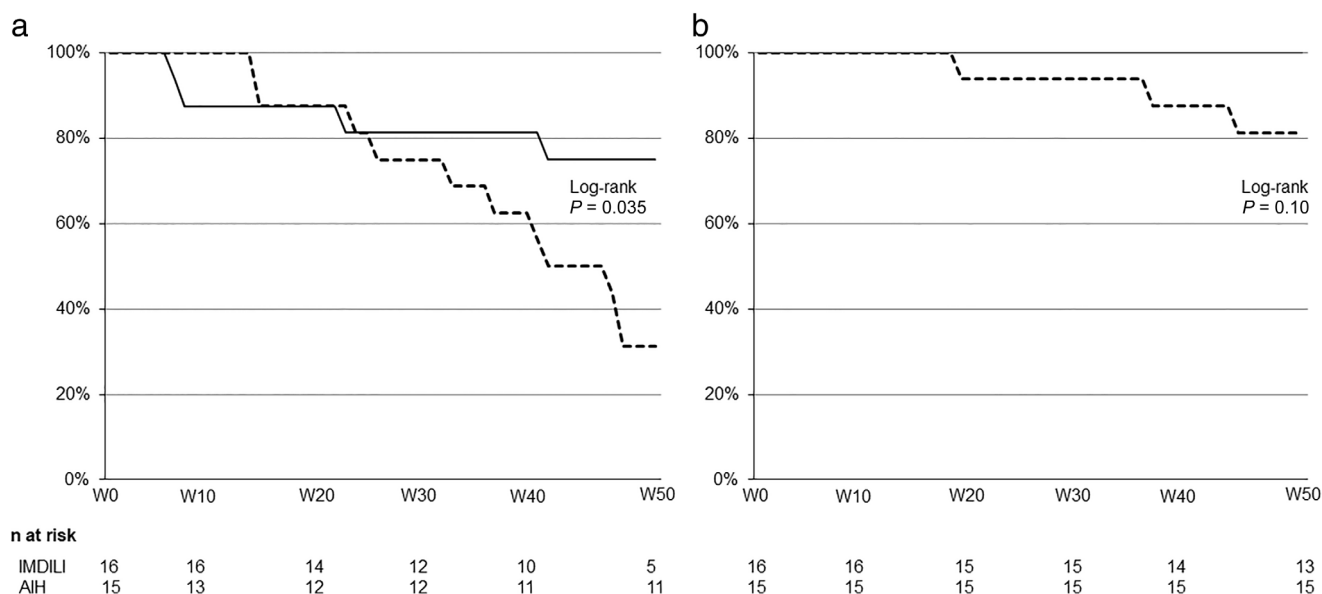 a
100%
80%
60%
40%
20%
0%
Log-rank
P = 0.035
W0 W10 W20 W30 W40 W50
b
100%
80%
60%
40%
20%
0%
Log-rank
P = 0.10
W0 W10 W20 W30 W40 W50
n at risk
IMDILI 16 16 14 12 10 5 16 16 15 15 14 13
AIH 15 13 12 12 11 11 15 15 15 15 15 15